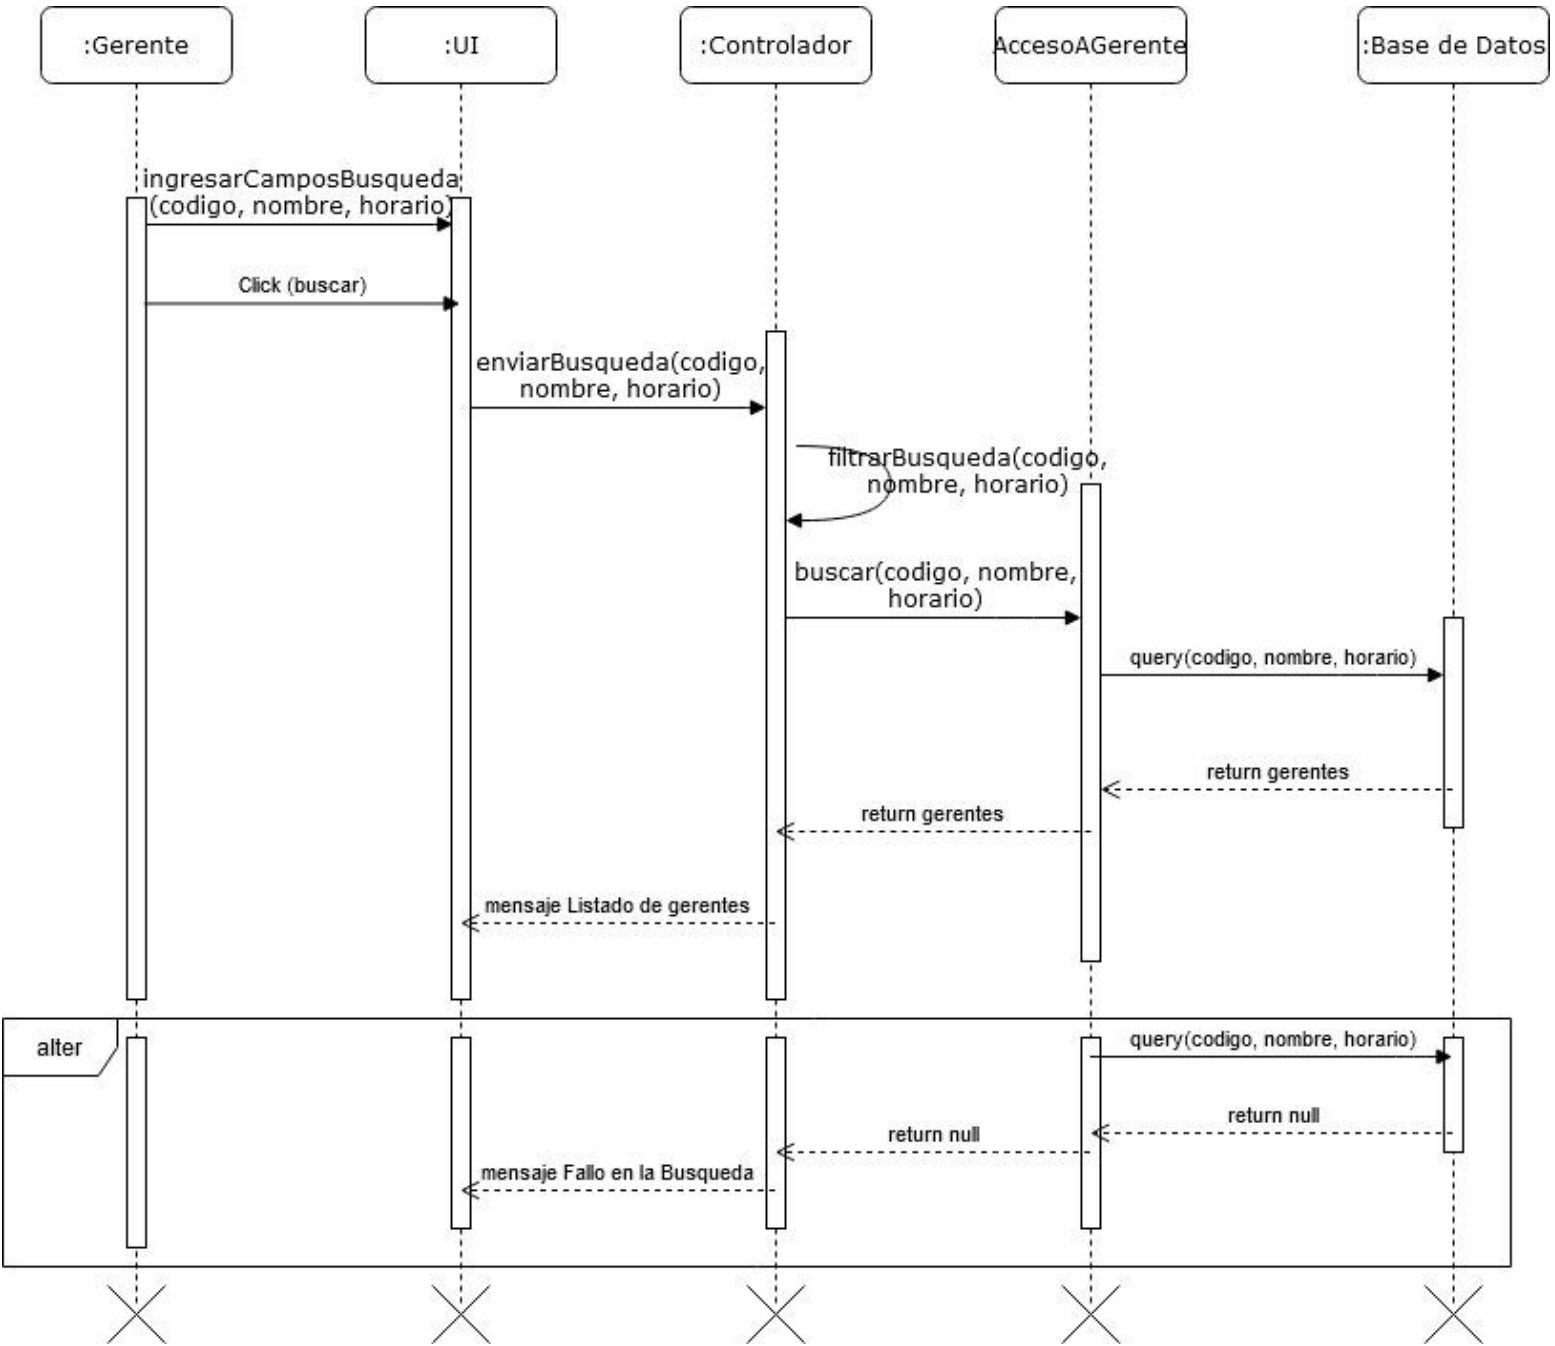 :Gerente
:UI
:Controlador
AccesoAGerente
:Base de Datos
ingresarCamposBusqueda
(codigo, nombre, horario)
Click (buscar)
enviarBusqueda(codigo,
nombre, horario)
filtrarBusqueda(codigo,
nombre, horario)
buscar(codigo, nombre,
horario)
query(codigo, nombre, horario)
return gerentes
return gerentes
mensaje Listado de gerentes
alter
query(codigo, nombre, horario)
return null
return null
mensaje Fallo en la Busqueda